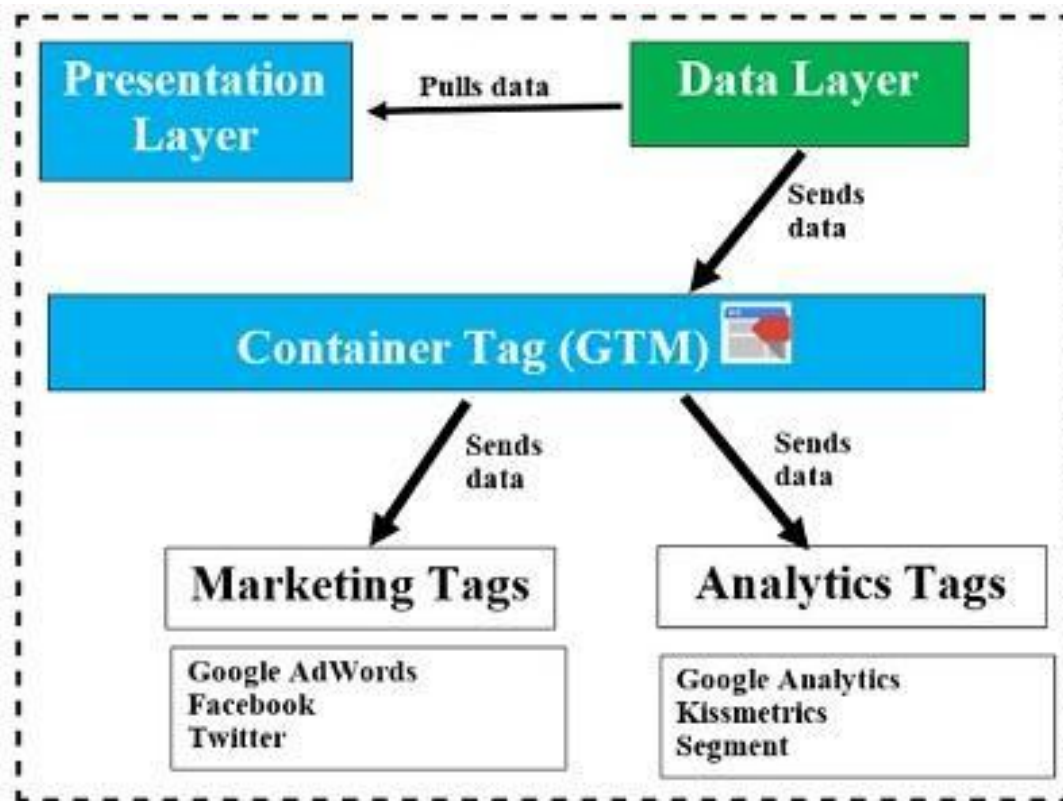 Presentation
Layer
Pulls data
Data Layer
Sends
data
Container Tag (GTM)
Sends
data
Sends
data
Marketing Tags
Analytics Tags
Google AdWords
Facebook
Twitter
Google Analytics
Kissmetrics
Segment